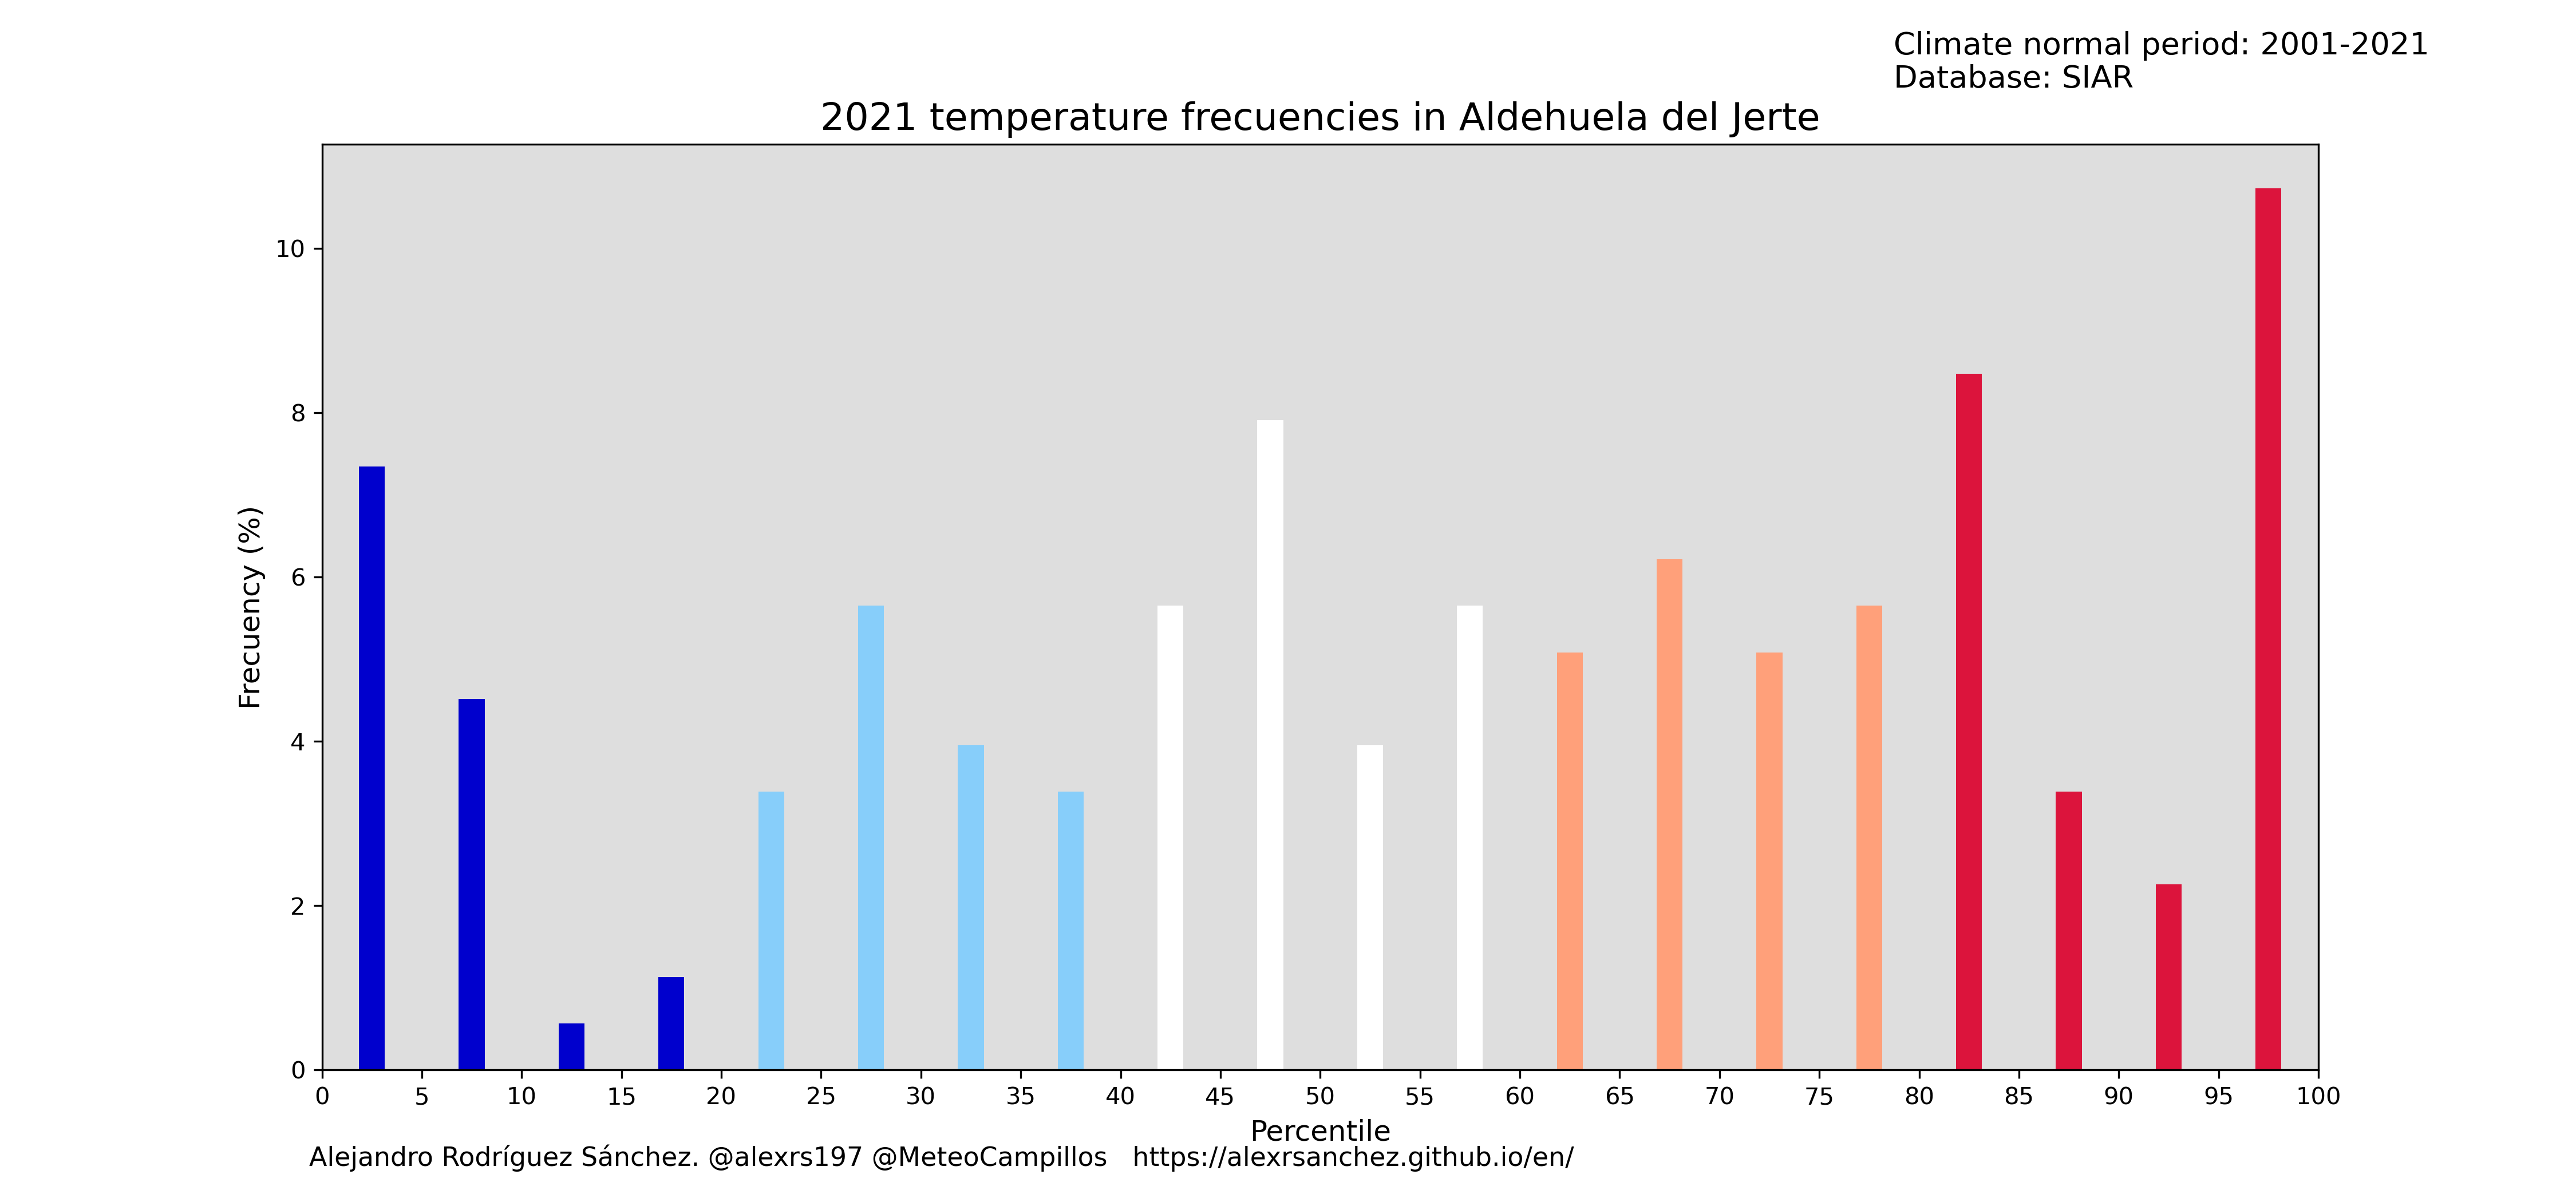 Climate normal period: 2001-2021
Database: SIAR
2021 temperature frecuencies in Aldehuela del Jerte
10
8
6
4
2
0
Frecuency (%)
0 5 10 15 20 25 30 35 40 45 50 55 60 65 70 75 80 85 90 95 100
Percentile
Alejandro Rodríguez Sánchez. @alexrs197 @MeteoCampillos https://alexrsanchez.github.io/en/